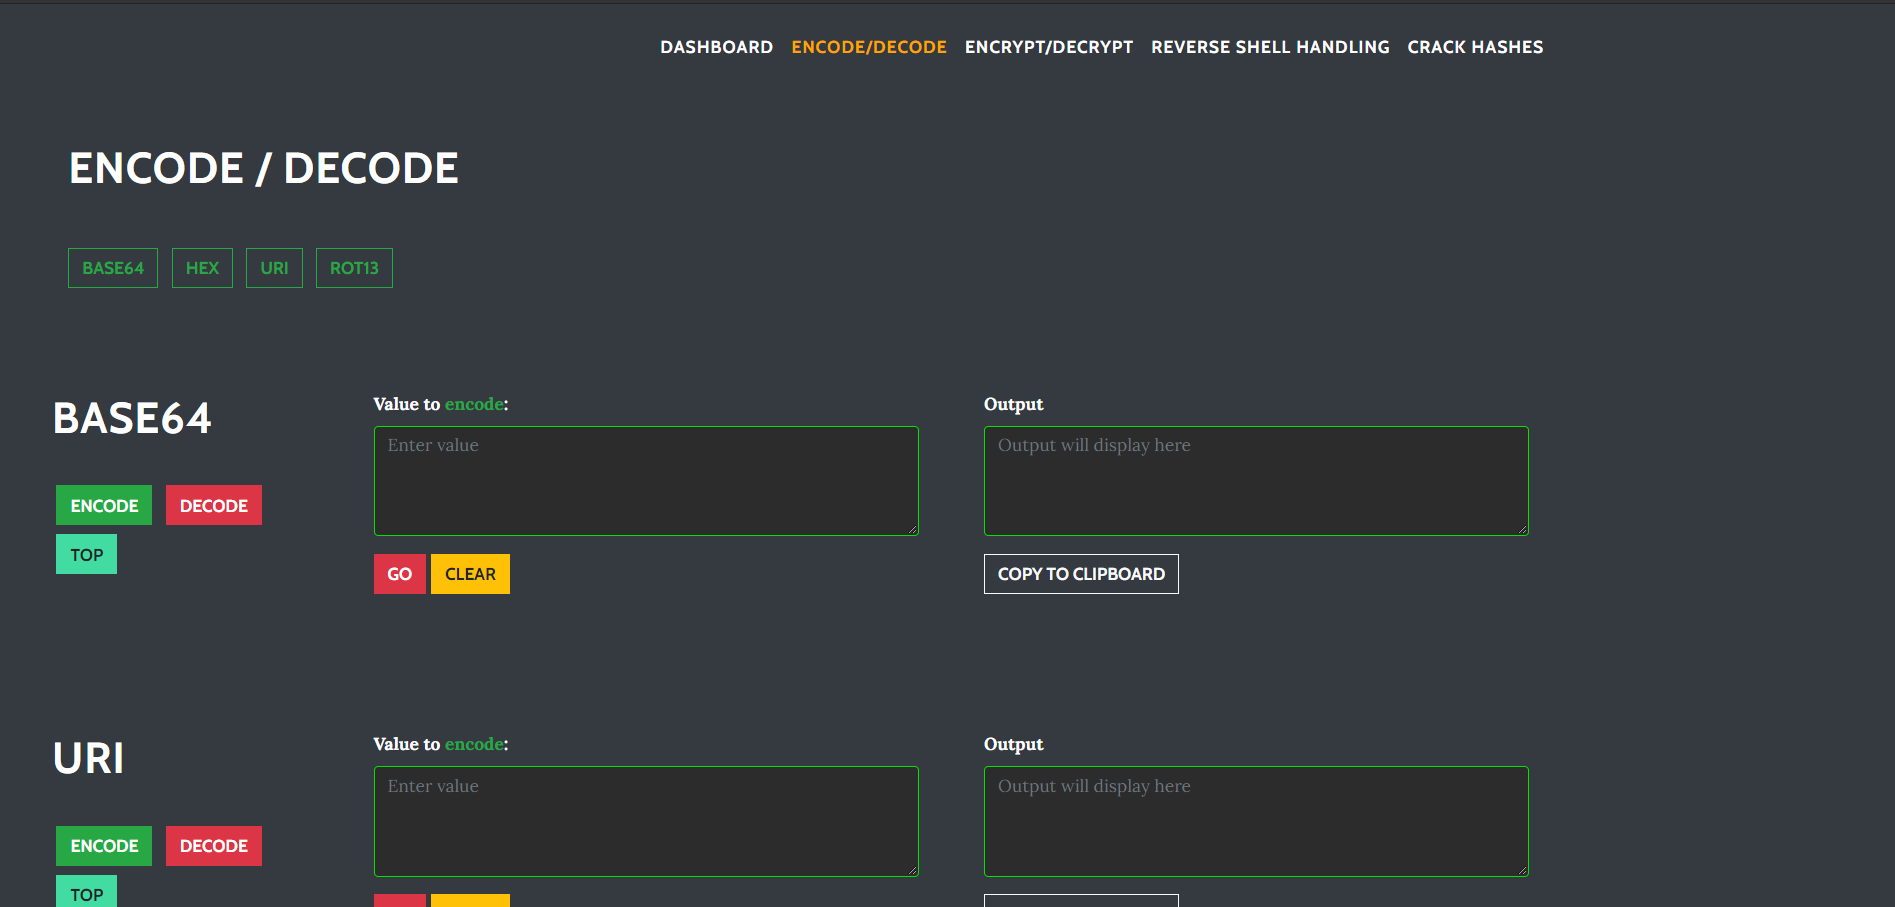 DASHBOARD ENCODE/DECODE ENCRYPT/DECRYPT REVERSE SHELL HANDLING CRACK HASHES
ENCODE / DECODE
BASE64 HEX URI ROT13
BASE64
ENCODE DECODE
TOP
Value to encode:
Enter value
GO CLEAR
Output
Output will display here
COPY TO CLIPBOARD
URI
ENCODE DECODE
TOP
Value to encode:
Enter value
Output
Output will display here